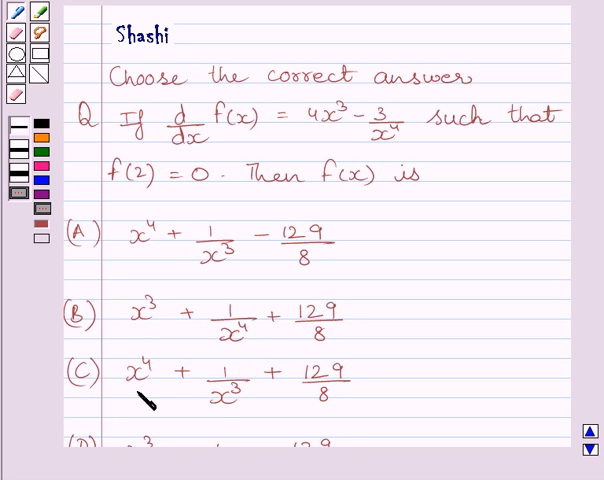 Shashi
Choose the correct answer
Q If d/dx f(x) = 4x³ - 3/x⁴ such that
f(2) = 0. Then f(x) is
(A) x⁴ + 1/x³ - 129/8
(B) x³ + 1/x⁴ + 129/8
(C) x⁴ + 1/x³ + 129/8